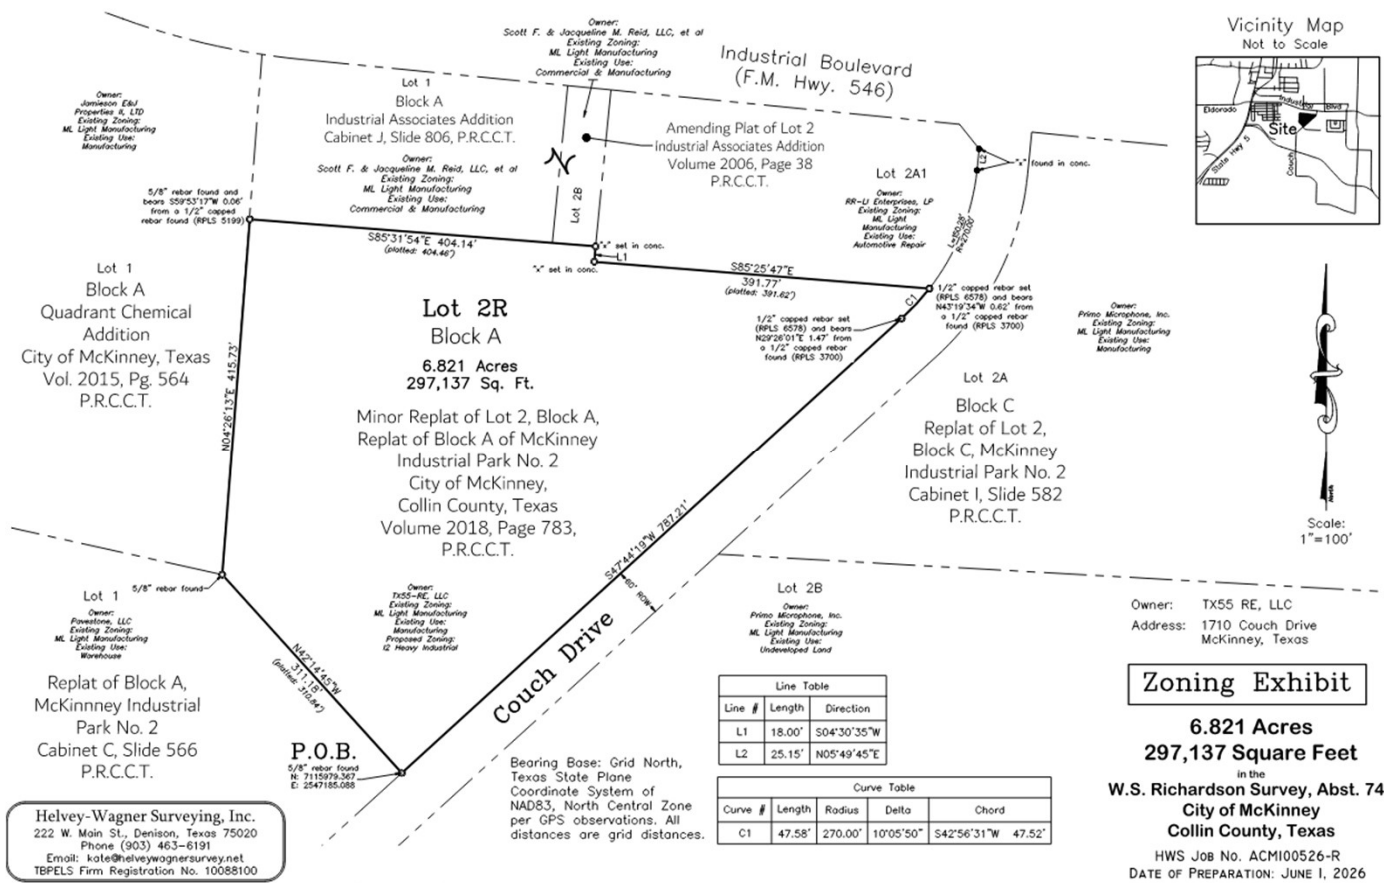 Owner:
Scott F. & Jacqueline M. Reid, LLC, et al
Existing Zoning:
ML Light Manufacturing
Existing Use:
Commercial & Manufacturing
Industrial Boulevard
(F.M. Hwy. 546)
Vicinity Map
Not to Scale
Eldorado
Industrial Blvd
Site
State Hwy 5
Couch
Owner:
Jamieson E&J
Properties II, LTD
Existing Zoning:
ML Light Manufacturing
Existing Use:
Manufacturing
Lot 1
Block A
Industrial Associates Addition
Cabinet J, Slide 806, P.R.C.C.T.
Owner:
Scott F. & Jacqueline M. Reid, LLC, et al
Existing Zoning:
ML Light Manufacturing
Existing Use:
Commercial & Manufacturing
N
Lot 2B
Amending Plat of Lot 2
Industrial Associates Addition
Volume 2006, Page 38
P.R.C.C.T.
Lot 2A1
Owner:
RR-LI Enterprises, LP
Existing Zoning:
ML Light
Manufacturing
Existing Use:
Automotive Repair
L2
"x" found in conc.
L=150.28'
R=270.00'
5/8" rebar found and
bears S59°53'17"W 0.06'
from a 1/2" capped
rebar found (RPLS 5199)
S85°31'54"E 404.14'
(platted: 404.46')
"x" set in conc.
L1
"x" set in conc.
S85°25'47"E
391.77'
(platted: 391.62')
C1
1/2" capped rebar set
(RPLS 6578) and bears
N43°19'34"W 0.62' from
a 1/2" capped rebar
found (RPLS 3700)
1/2" capped rebar set
(RPLS 6578) and bears
N29°26'01"E 1.47' from
a 1/2" capped rebar
found (RPLS 3700)
Owner:
Primo Microphone, Inc.
Existing Zoning:
ML Light Manufacturing
Existing Use:
Manufacturing
Lot 1
Block A
Quadrant Chemical
Addition
City of McKinney, Texas
Vol. 2015, Pg. 564
P.R.C.C.T.
N04°26'13"E 415.73'
Lot 2R
Block A
6.821 Acres
297,137 Sq. Ft.
Minor Replat of Lot 2, Block A,
Replat of Block A of McKinney
Industrial Park No. 2
City of McKinney,
Collin County, Texas
Volume 2018, Page 783,
P.R.C.C.T.
Owner:
TX55-RE, LLC
Existing Zoning:
ML Light Manufacturing
Existing Use:
Manufacturing
Proposed Zoning:
I2 Heavy Industrial
Lot 2A
Block C
Replat of Lot 2,
Block C, McKinney
Industrial Park No. 2
Cabinet I, Slide 582
P.R.C.C.T.
North
Scale:
1"=100'
S47°44'19"W 787.21'
60' ROW
Couch Drive
5/8" rebar found
Lot 1
Owner:
Pavestone, LLC
Existing Zoning:
ML Light Manufacturing
Existing Use:
Warehouse
Replat of Block A,
McKinnney Industrial
Park No. 2
Cabinet C, Slide 566
P.R.C.C.T.
N42°14'45"W
311.18'
(platted: 310.84')
P.O.B.
5/8" rebar found
N: 7115979.367
E: 2547185.088
Lot 2B
Owner:
Primo Microphone, Inc.
Existing Zoning:
ML Light Manufacturing
Existing Use:
Undeveloped Land
Line Table
Line # Length Direction
L1 18.00' S04°30'35"W
L2 25.15' N05°49'45"E
Curve Table
Curve # Length Radius Delta Chord
C1 47.58' 270.00' 10°05'50" S42°56'31"W 47.52'
Bearing Base: Grid North,
Texas State Plane
Coordinate System of
NAD83, North Central Zone
per GPS observations. All
distances are grid distances.
Helvey-Wagner Surveying, Inc.
222 W. Main St., Denison, Texas 75020
Phone (903) 463-6191
Email: kate@helveywagnersurvey.net
TBPELS Firm Registration No. 10088100
Owner: TX55 RE, LLC
Address: 1710 Couch Drive
McKinney, Texas
Zoning Exhibit
6.821 Acres
297,137 Square Feet
in the
W.S. Richardson Survey, Abst. 74
City of McKinney
Collin County, Texas
HWS Job No. ACMI00526-R
Date of Preparation: June 1, 2026